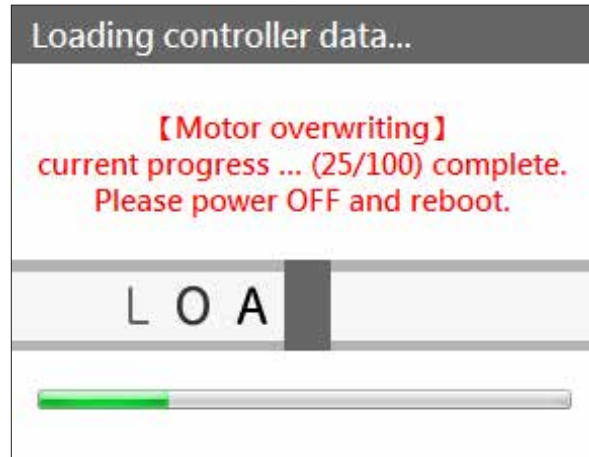 Loading controller data...
【Motor overwriting】
current progress ... (25/100) complete.
Please power OFF and reboot.
L O A